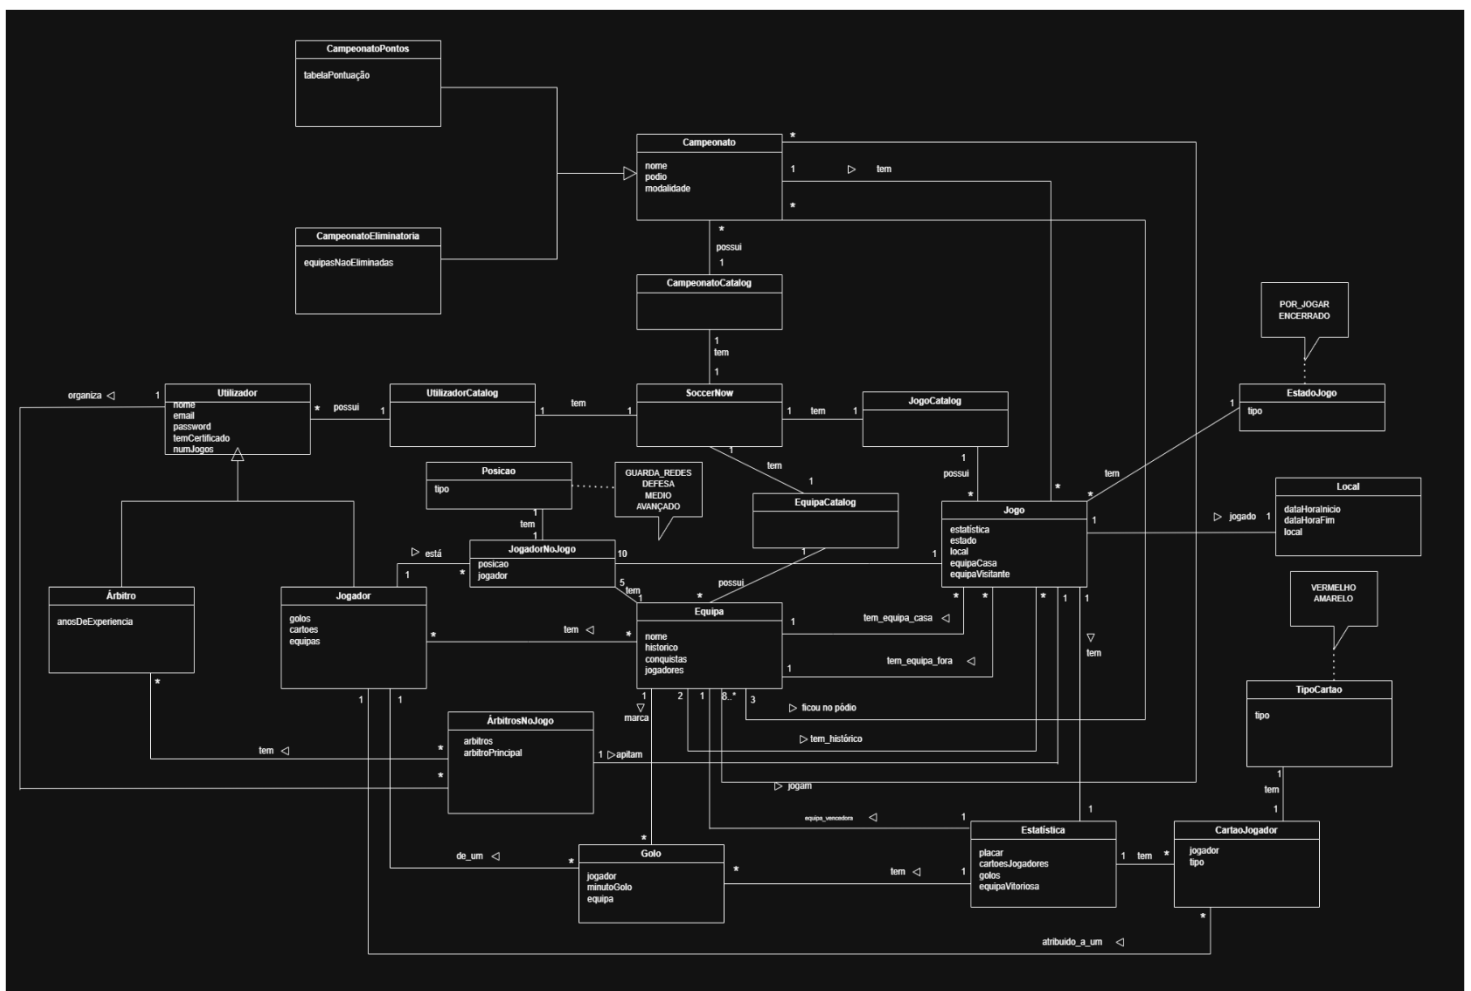 CampeonatoPontos
tabelaPontuação
Campeonato
nome
podio
modalidade
*
1 ▷ tem
*
CampeonatoEliminatoria
equipasNaoEliminadas
*
possui
1
CampeonatoCatalog
1
tem
1
POR_JOGAR
ENCERRADO
organiza ◁ 1
Utilizador
nome
email
password
temCertificado
numJogos
* possui 1
UtilizadorCatalog
1 tem 1
SoccerNow
1 tem 1
JogoCatalog
1
possui
*
EstadoJogo
tipo
1
tem
*
*
1
tem
1
Posicao
tipo
1
tem
1
GUARDA_REDES
DEFESA
MEDIO
AVANÇADO
EquipaCatalog
1
possui
*
Jogo
estatística
estado
local
equipaCasa
equipaVisitante
1 ▷ jogado 1
Local
dataHoraInicio
dataHoraFim
local
▷ está
1 *
JogadorNoJogo
posicao
jogador
10 1
5
tem
1
VERMELHO
AMARELO
Árbitro
anosDeExperiencia
*
Jogador
golos
cartoes
equipas
1 1
* tem ◁ *
Equipa
nome
historico
conquistas
jogadores
* * * 1 1
1 tem_equipa_casa ◁
1 tem_equipa_fora ◁
▽
tem
1 2 1 8..* 3
▽
marca
▷ ficou no pódio
▷ tem_histórico
TipoCartao
tipo
1
tem
1
ÁrbitrosNoJogo
arbitros
arbitroPrincipal
tem ◁ *
*
1 ▷ apitam
▷ jogam
equipa_vencedora ◁ 1
1
Estatística
placar
cartoesJogadores
golos
equipaVitoriosa
1 tem *
CartaoJogador
jogador
tipo
*
*
Golo
jogador
minutoGolo
equipa
de_um ◁ *
* tem ◁ 1
atribuido_a_um ◁